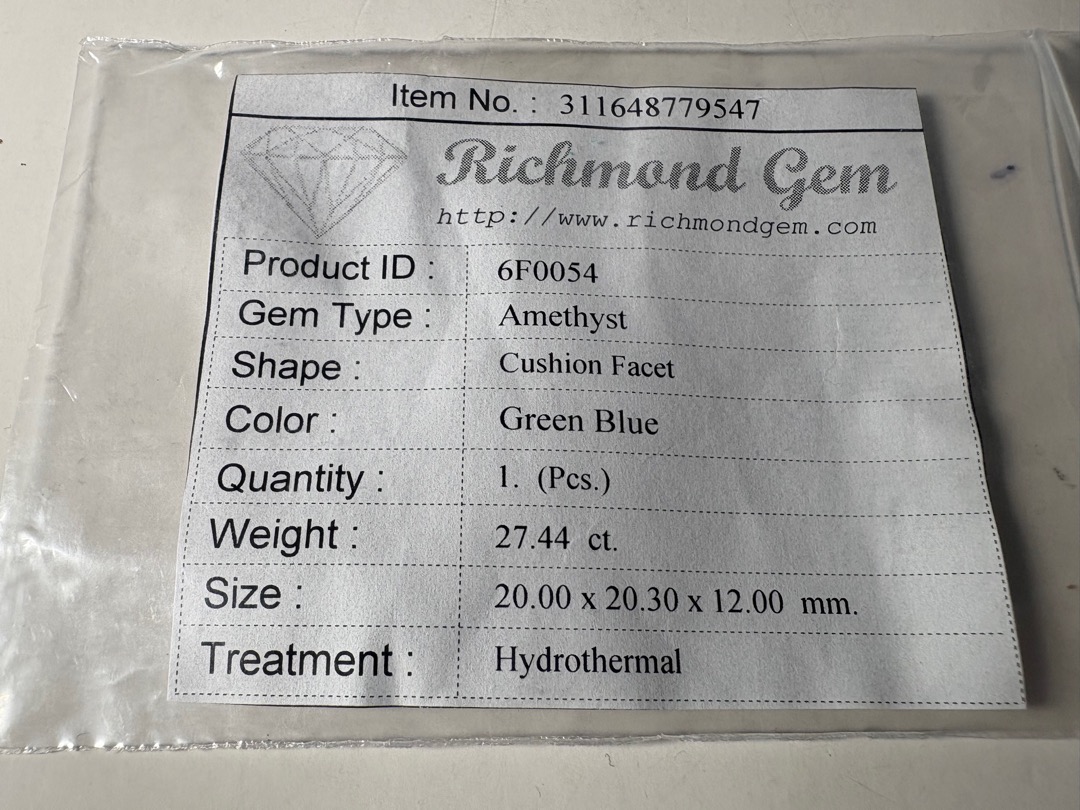 Item No. : 311648779547
Richmond Gem
http://www.richmondgem.com
Product ID : 6F0054
Gem Type : Amethyst
Shape : Cushion Facet
Color : Green Blue
Quantity : 1. (Pcs.)
Weight : 27.44 ct.
Size : 20.00 x 20.30 x 12.00 mm.
Treatment : Hydrothermal